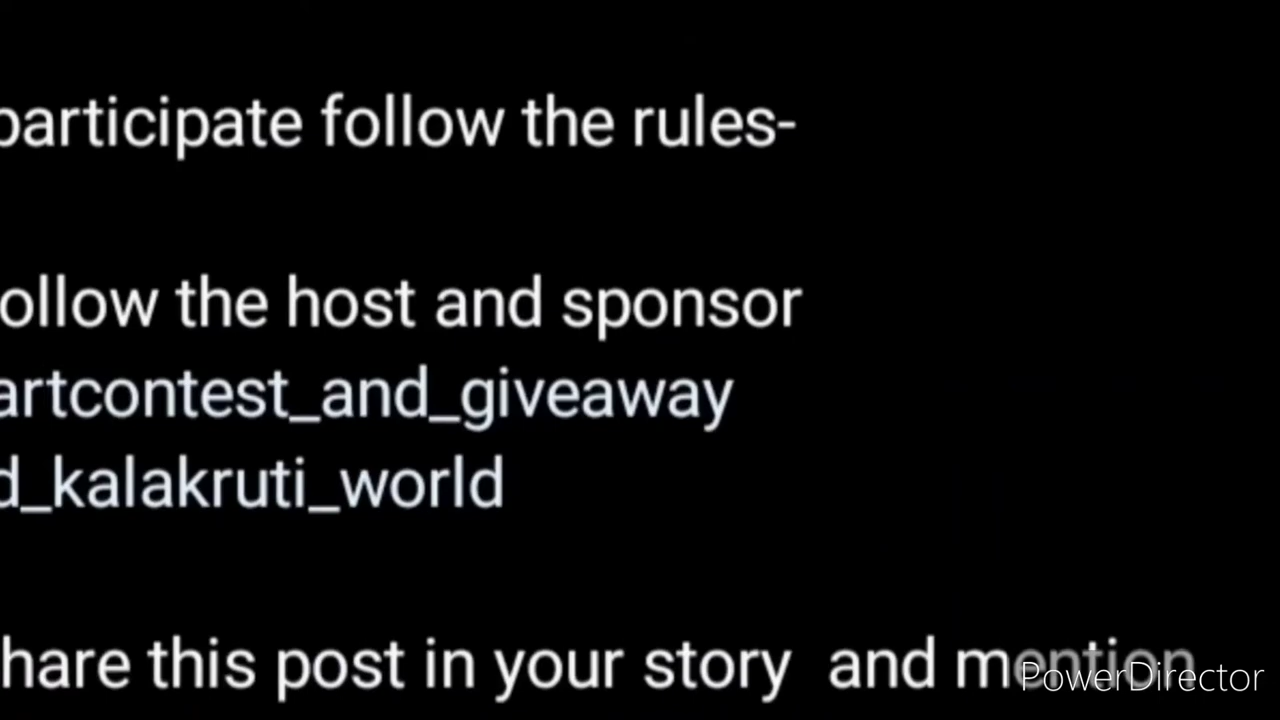 participate follow the rules-
ollow the host and sponsor
artcontest_and_giveaway
d_kalakruti_world
hare this post in your story and mention
PowerDirector